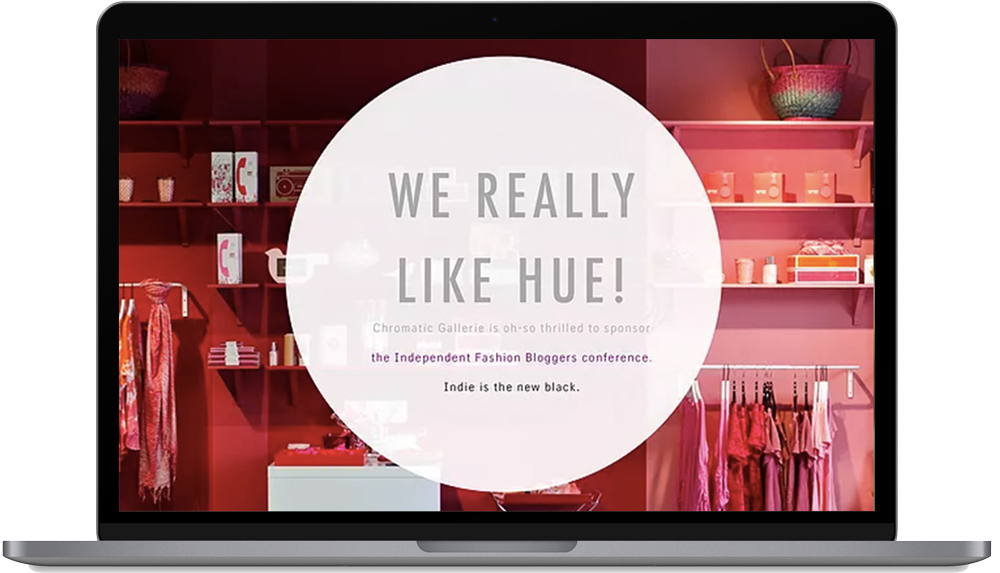 WE REALLY
LIKE HUE!
Chromatic Gallerie is oh-so thrilled to sponsor
the Independent Fashion Bloggers conference.
Indie is the new black.